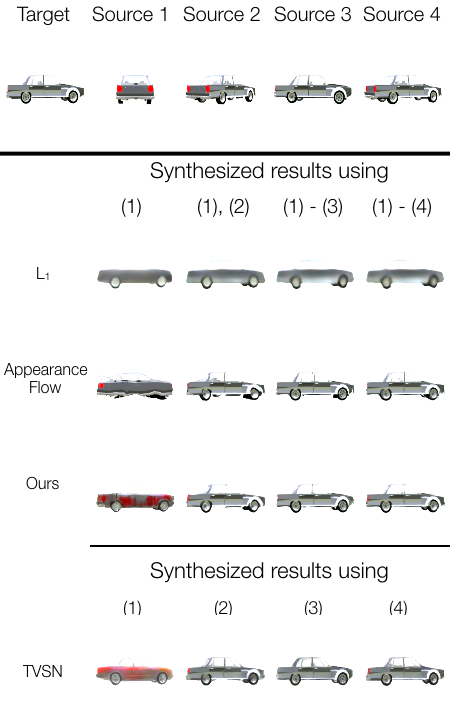 Target Source 1 Source 2 Source 3 Source 4
Synthesized results using
(1) (1), (2) (1) - (3) (1) - (4)
L₁
Appearance
Flow
Ours
Synthesized results using
(1) (2) (3) (4)
TVSN